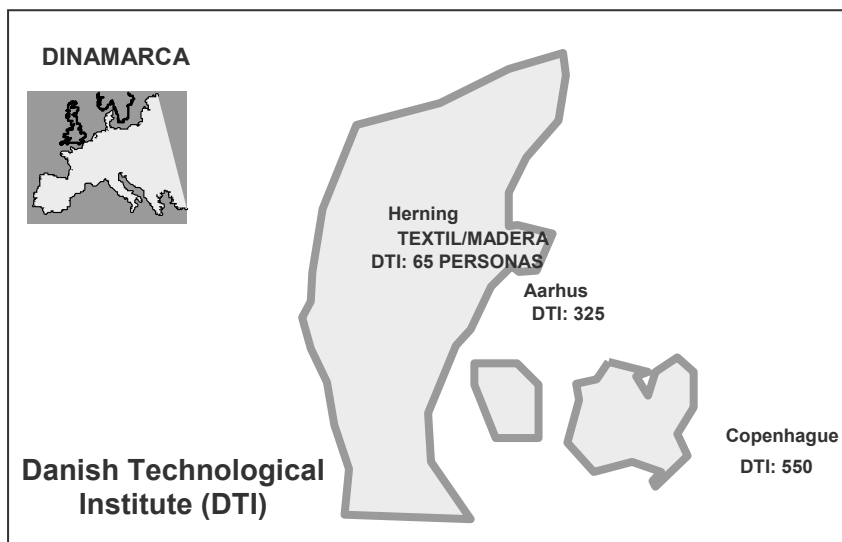 DINAMARCA
Herning
TEXTIL/MADERA
DTI: 65 PERSONAS
Aarhus
DTI: 325
Copenhague
DTI: 550
Danish Technological
Institute (DTI)